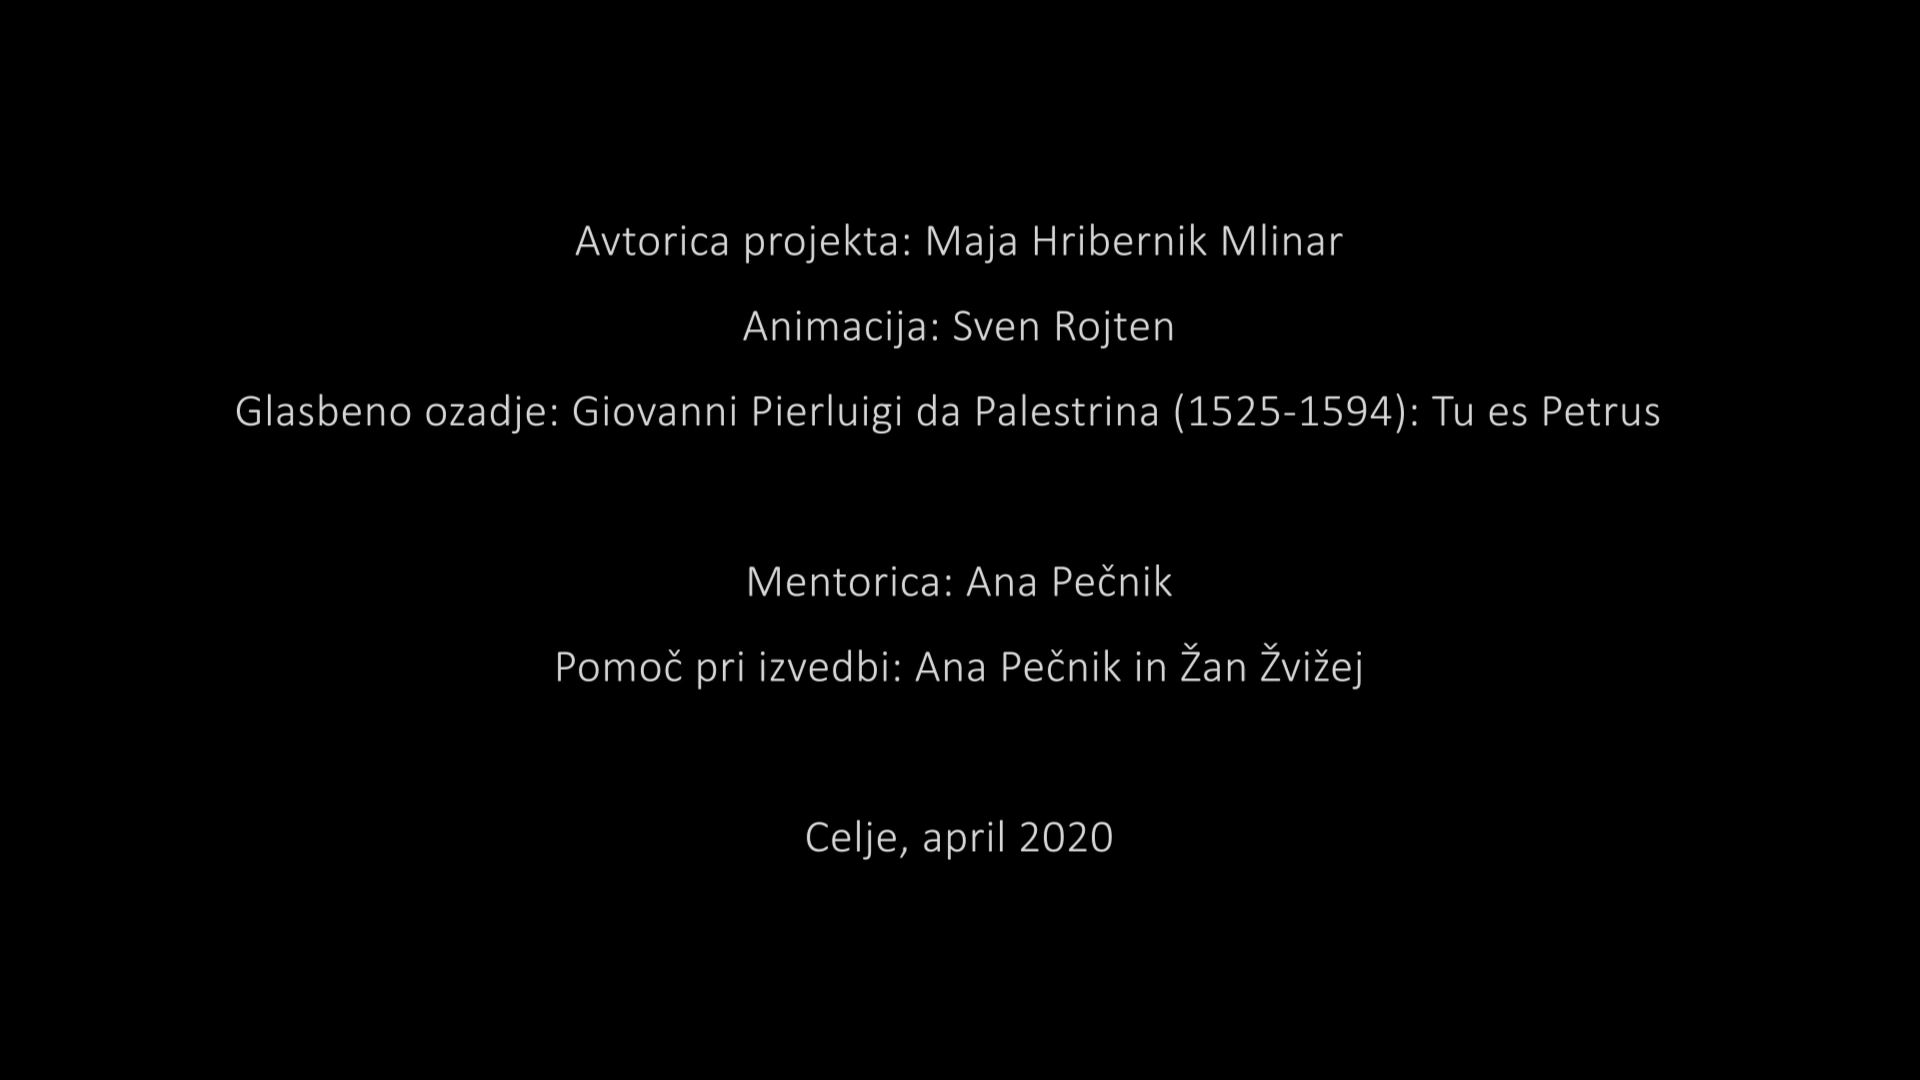 Avtorica projekta: Maja Hribernik Mlinar
Animacija: Sven Rojten
Glasbeno ozadje: Giovanni Pierluigi da Palestrina (1525-1594): Tu es Petrus
Mentorica: Ana Pečnik
Pomoč pri izvedbi: Ana Pečnik in Žan Žvižej
Celje, april 2020